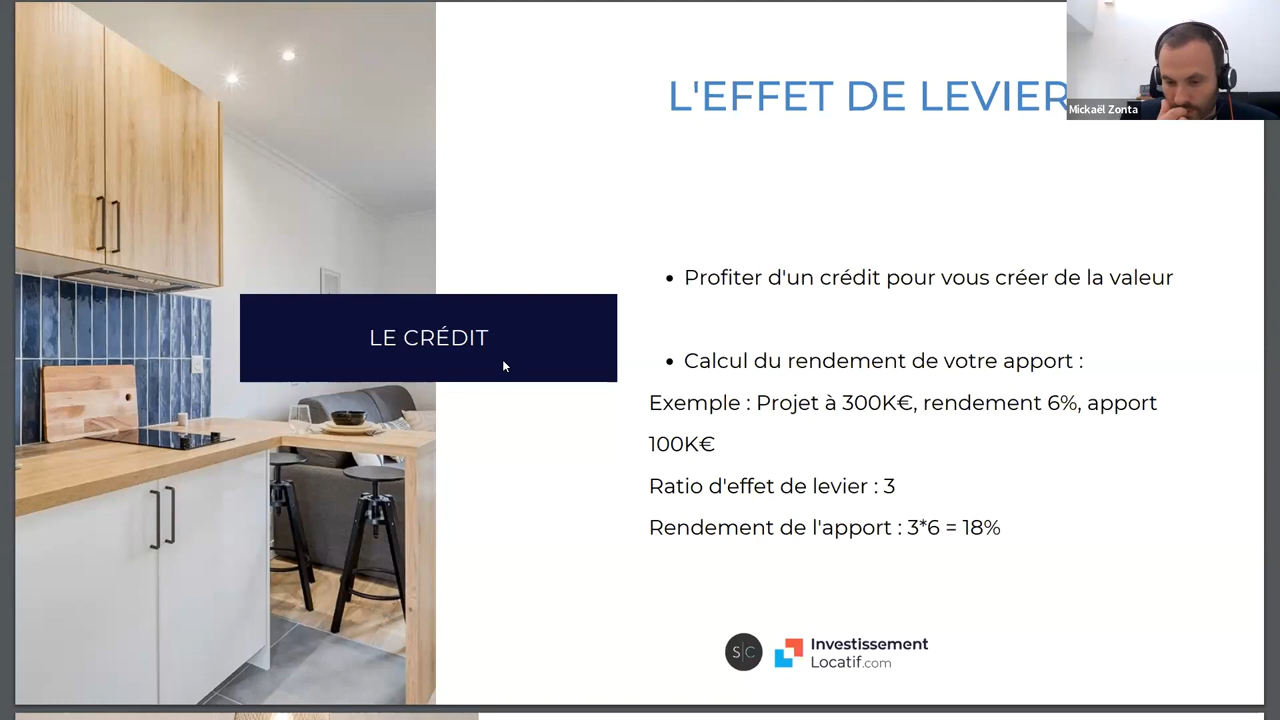 L'EFFET DE LEVIER
Mickaël Zonta
LE CRÉDIT
• Profiter d'un crédit pour vous créer de la valeur
• Calcul du rendement de votre apport :
Exemple : Projet à 300K€, rendement 6%, apport
100K€
Ratio d'effet de levier : 3
Rendement de l'apport : 3*6 = 18%
S|C
Investissement
Locatif.com